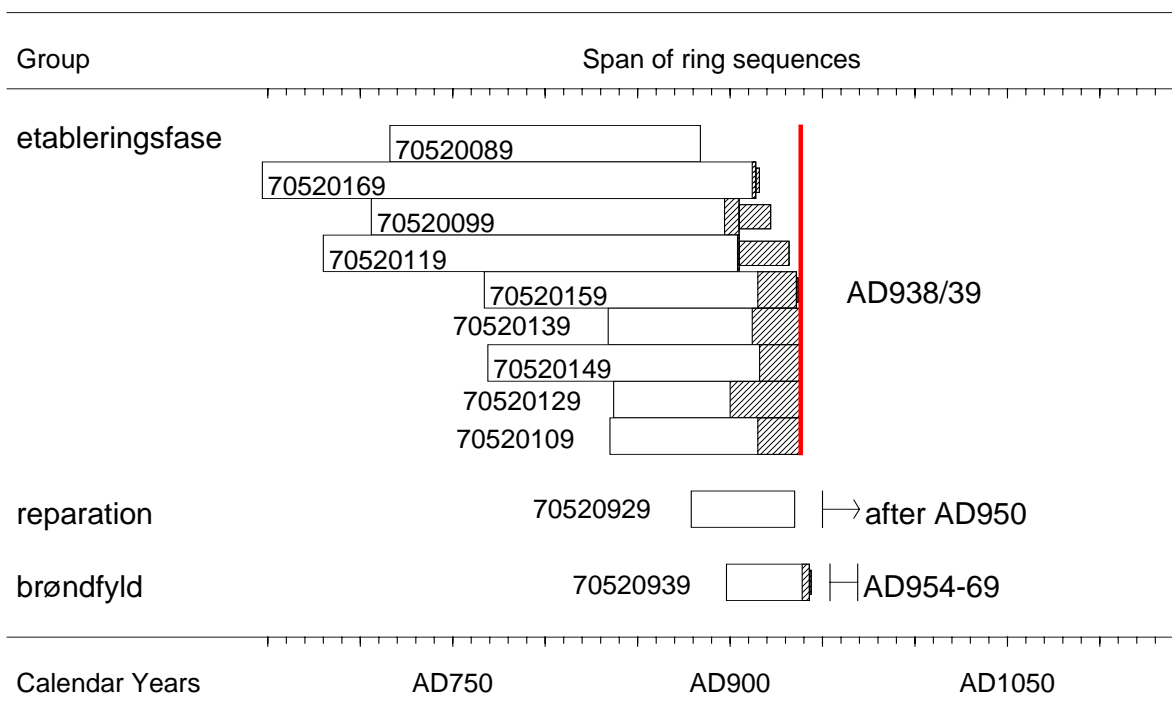 Group Span of ring sequences
etableringsfase
70520089
70520169
70520099
70520119
70520159 AD938/39
70520139
70520149
70520129
70520109
reparation 70520929 after AD950
brøndfyld 70520939 AD954-69
Calendar Years AD750 AD900 AD1050